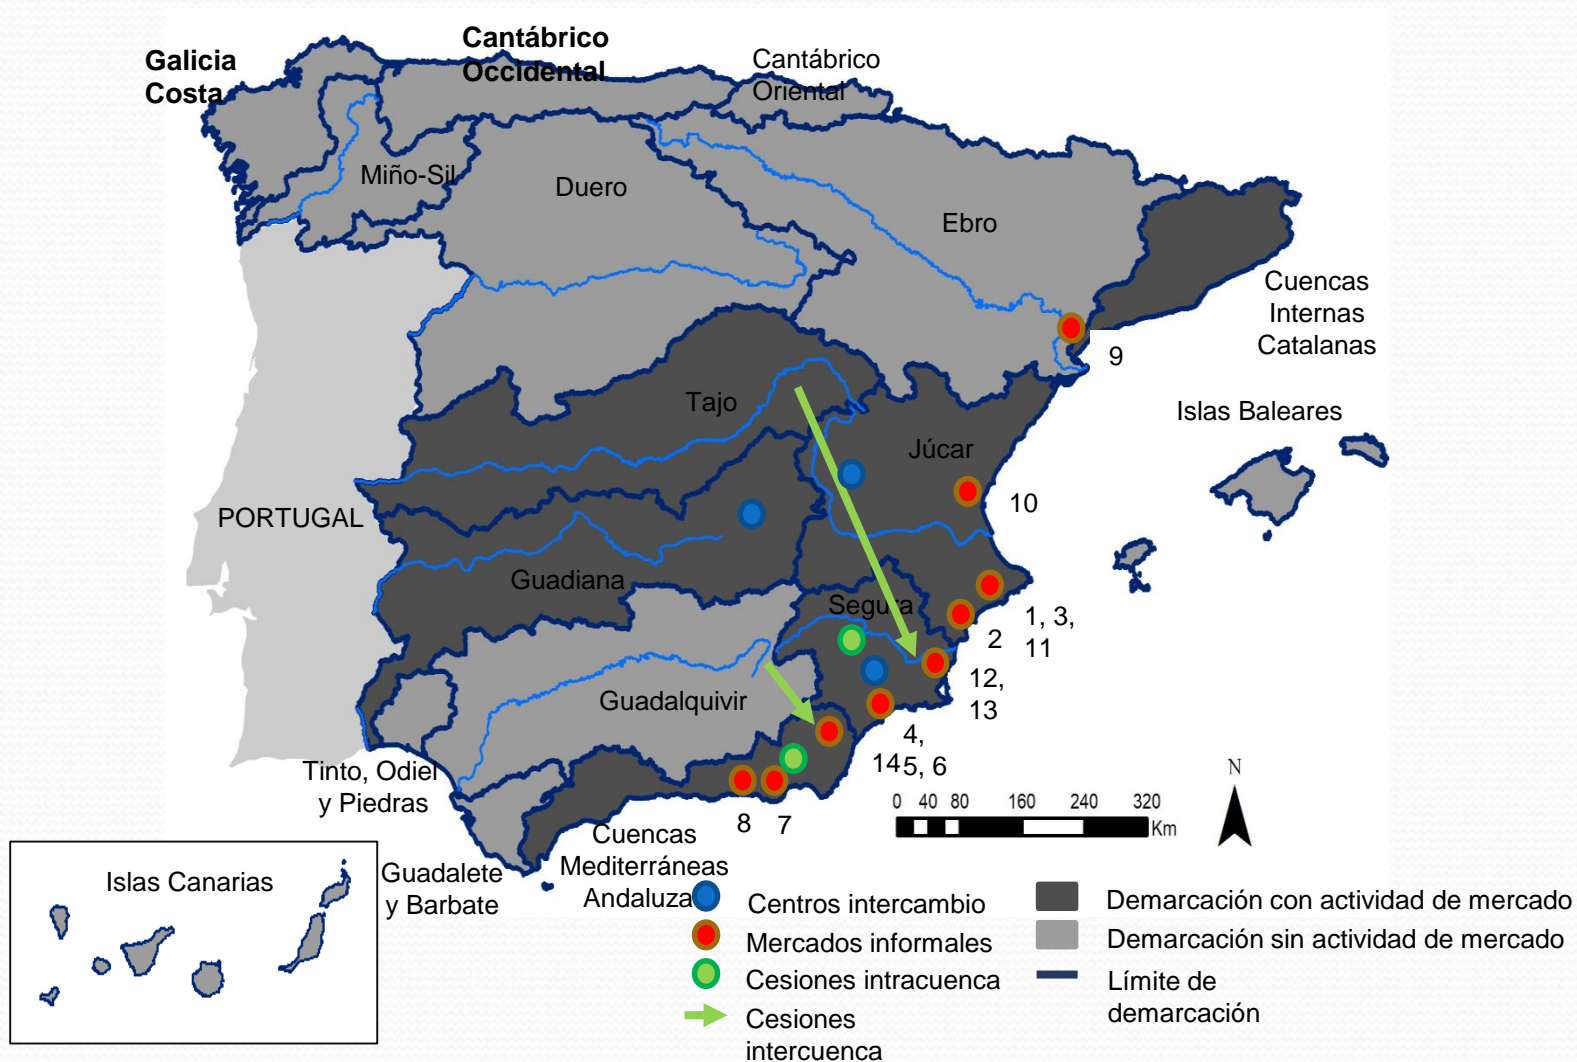 Galicia
Costa
Cantábrico
Occidental
Cantábrico
Oriental
Miño-Sil
Duero
Ebro
Cuencas
Internas
Catalanas
9
Tajo
Islas Baleares
Júcar
10
PORTUGAL
Guadiana
Segura
1, 3,
11
2
12,
13
Guadalquivir
4,
5, 6
14
Tinto, Odiel
y Piedras
8
7
N
0 40 80 160 240 320
Km
Cuencas
Mediterráneas
Andaluza
Guadalete
y Barbate
Islas Canarias
Centros intercambio
Mercados informales
Cesiones intracuenca
Cesiones
intercuenca
Demarcación con actividad de mercado
Demarcación sin actividad de mercado
Límite de
demarcación